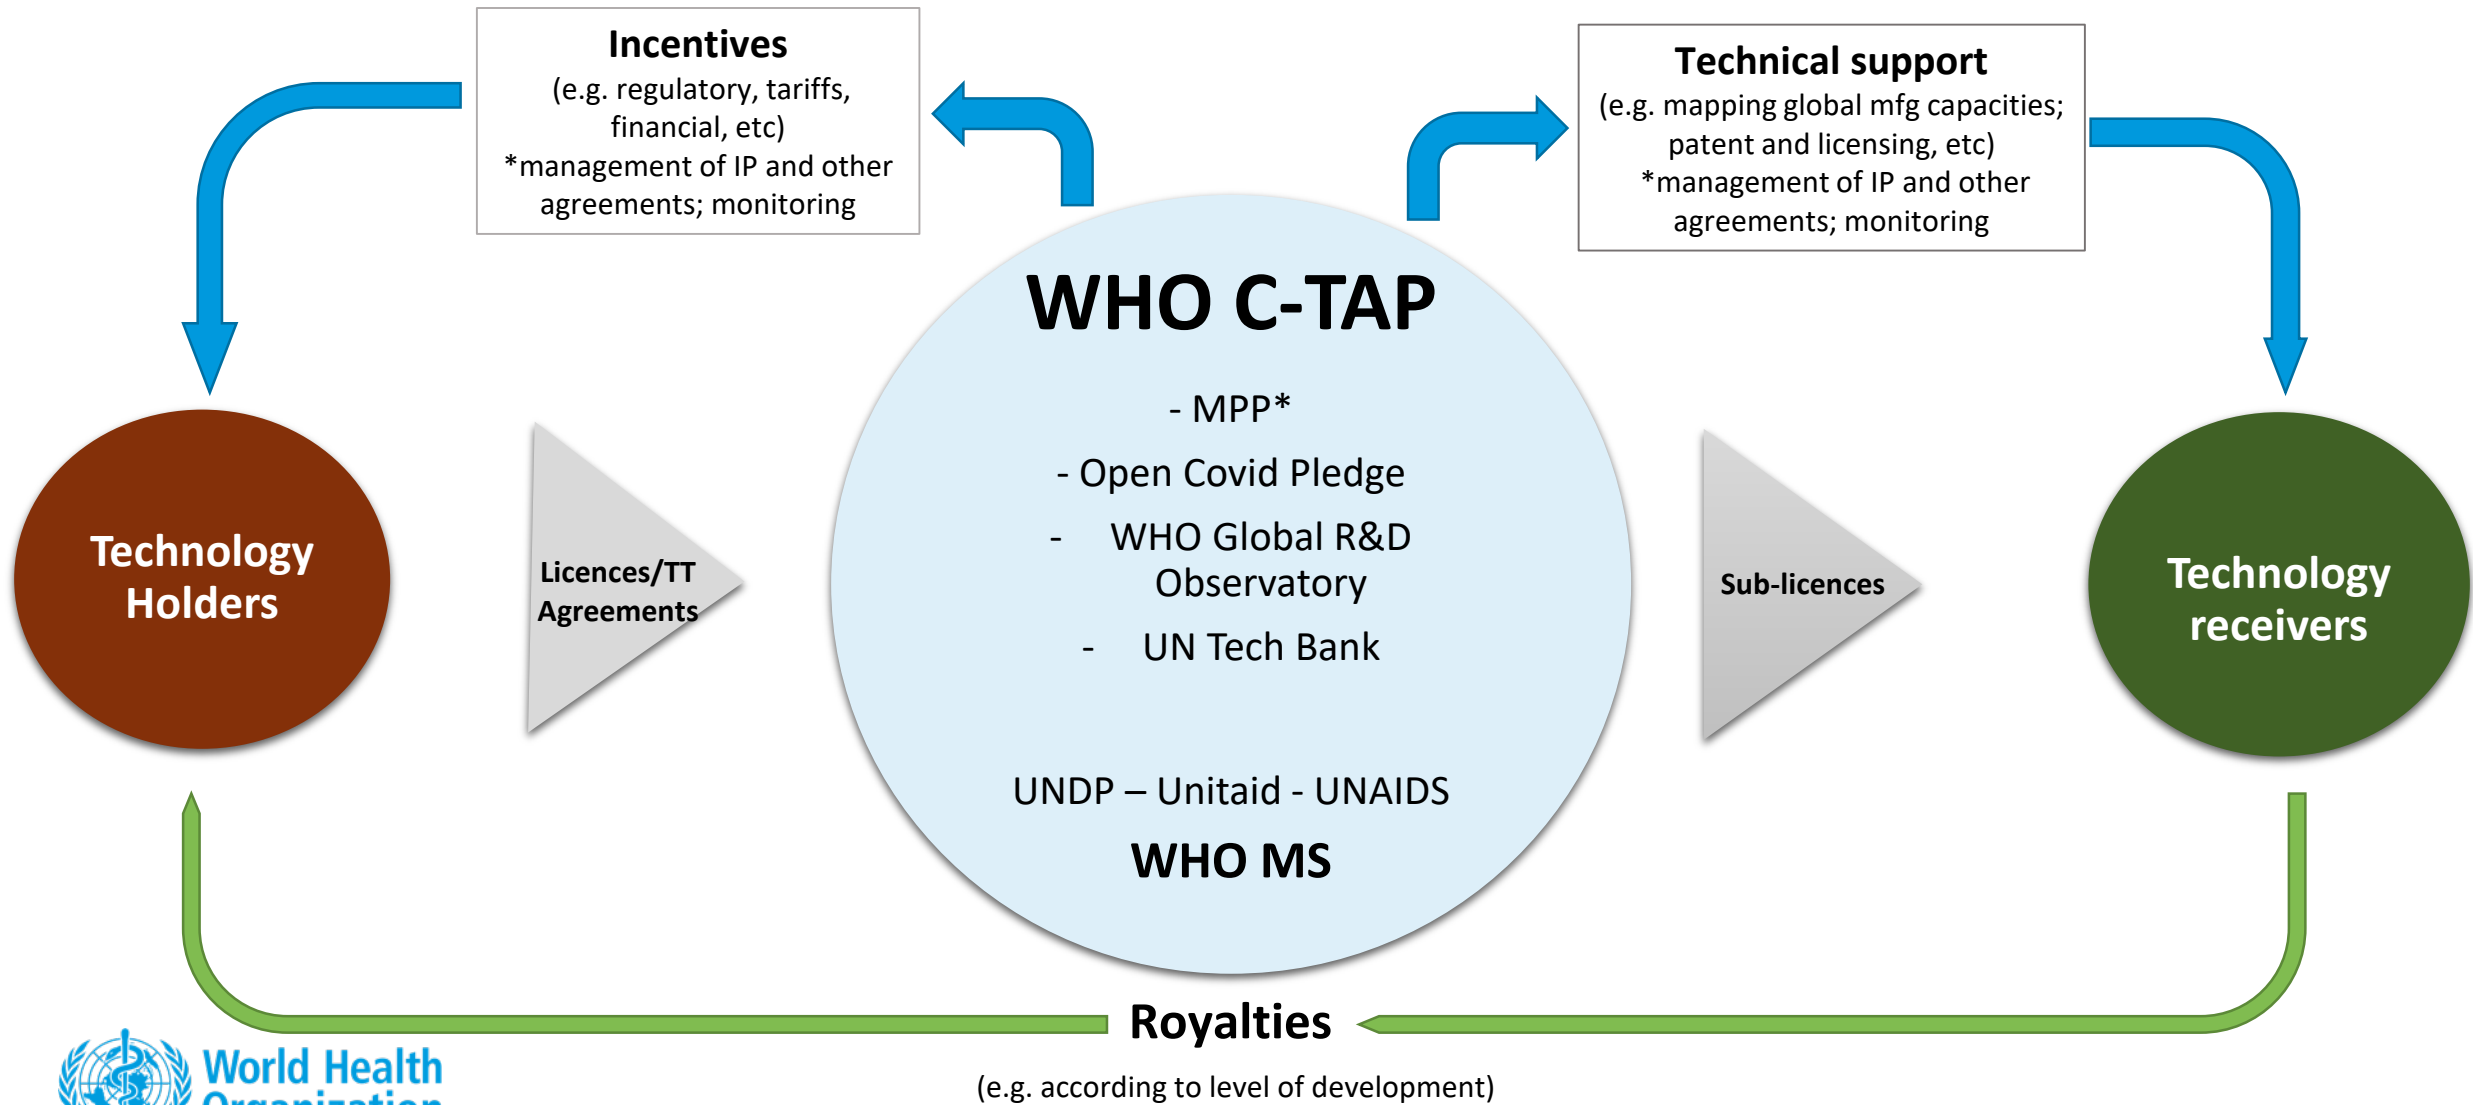 Incentives
(e.g. regulatory, tariffs,
financial, etc)
*management of IP and other
agreements; monitoring
Technical support
(e.g. mapping global mfg capacities;
patent and licensing, etc)
*management of IP and other
agreements; monitoring
WHO C-TAP
- MPP*
- Open Covid Pledge
- WHO Global R&D
Observatory
- UN Tech Bank
UNDP – Unitaid - UNAIDS
WHO MS
Technology
Holders
Licences/TT
Agreements
Sub-licences
Technology
receivers
Royalties
(e.g. according to level of development)
World Health
Organization